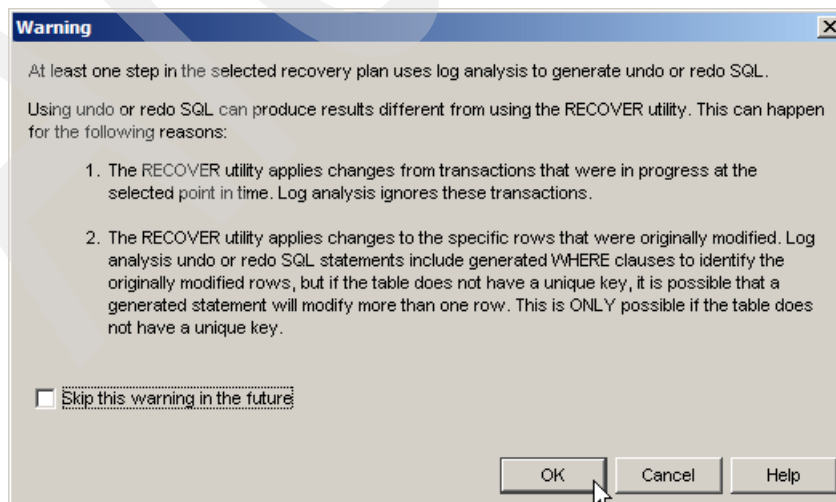 Warning
At least one step in the selected recovery plan uses log analysis to generate undo or redo SQL.
Using undo or redo SQL can produce results different from using the RECOVER utility. This can happen
for the following reasons:
1. The RECOVER utility applies changes from transactions that were in progress at the
selected point in time. Log analysis ignores these transactions.
2. The RECOVER utility applies changes to the specific rows that were originally modified. Log
analysis undo or redo SQL statements include generated WHERE clauses to identify the
originally modified rows, but if the table does not have a unique key, it is possible that a
generated statement will modify more than one row. This is ONLY possible if the table does
not have a unique key.
Skip this warning in the future
OK Cancel Help